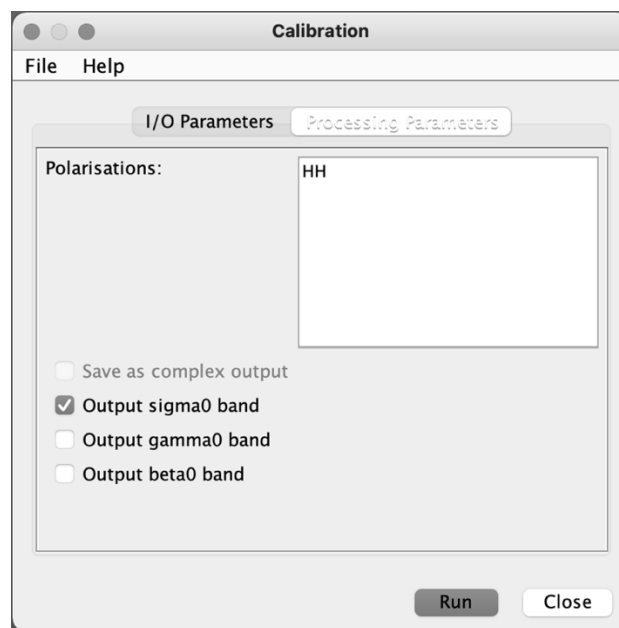 Calibration
File Help
I/O Parameters Processing Parameters
Polarisations:
HH
Save as complex output
Output sigma0 band
Output gamma0 band
Output beta0 band
Run Close